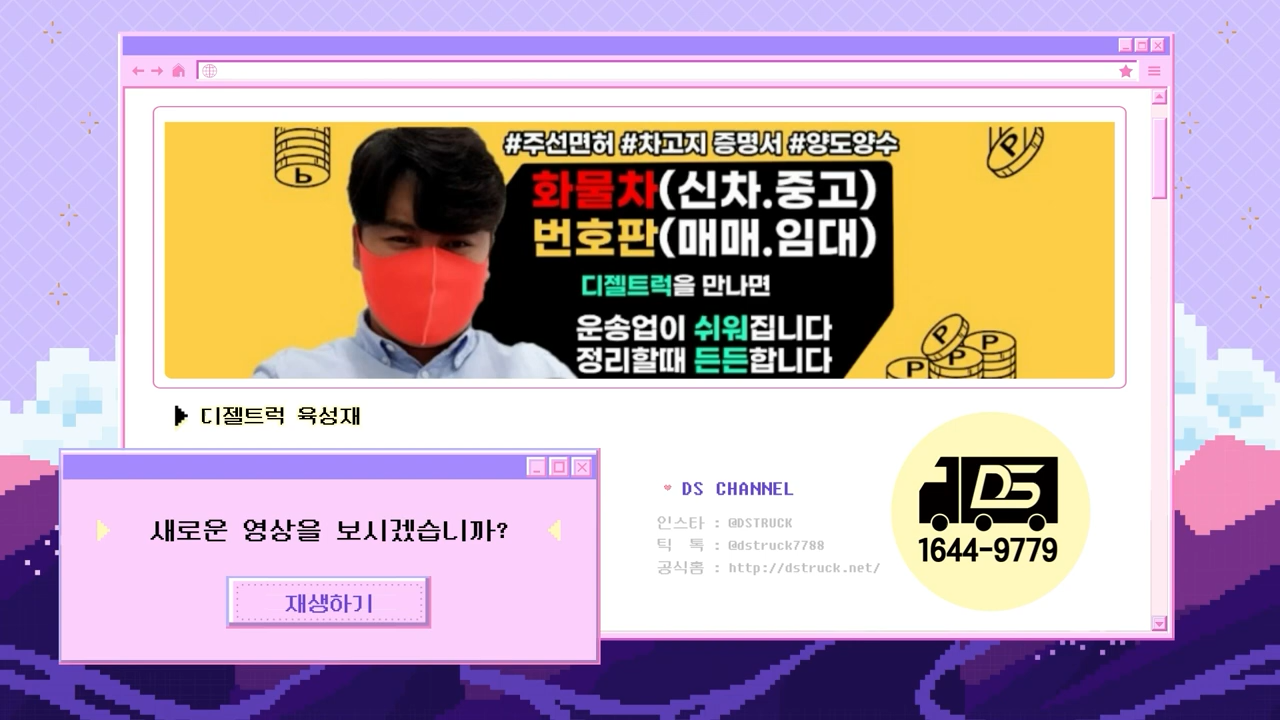 #주선면허 #차고지 증명서 #양도양수
화물차(신차.중고)
번호판(매매.임대)
디젤트럭을 만나면
운송업이 쉬워집니다
정리할때 든든합니다
P
P
P
P
P
P
디젤트럭 육성재
새로운 영상을 보시겠습니까?
재생하기
DS CHANNEL
인스타 : @DSTRUCK
틱 톡 : @dstruck7788
공식홈 : http://dstruck.net/
DS
1644-9779